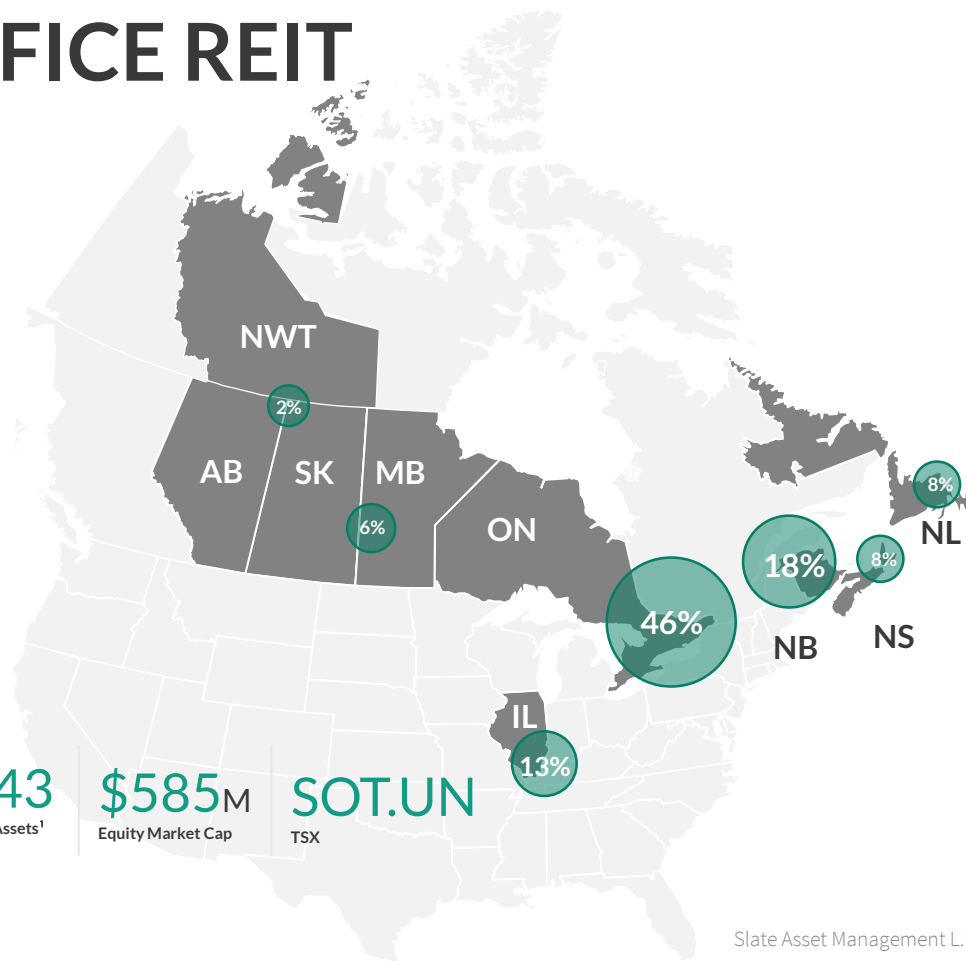 FICE REIT
NWT
2%
AB
SK
MB
6%
ON
8%
NL
18%
8%
46%
NB
NS
IL
13%
43
Assets¹
$585M
Equity Market Cap
SOT.UN
TSX
Slate Asset Management L.